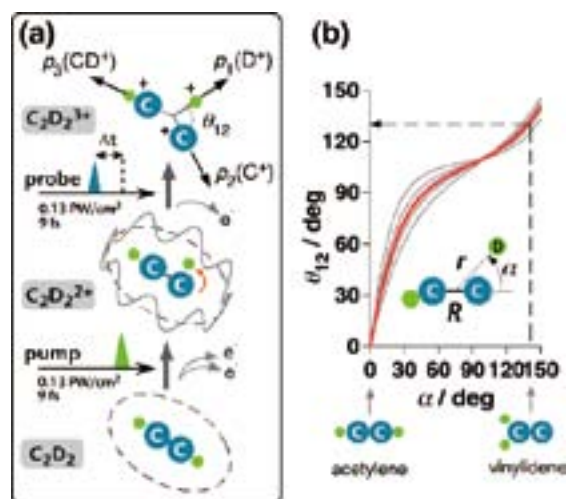 (a)
p3(CD+)
p1(D+)
+
+
C
θ12
C2D2 3+
+
C
Δt
p2(C+)
probe
0.13 PW/cm2
9 fs
e
C2D2 2+
C
C
pump
e
e
0.13 PW/cm2
9 fs
C2D2
C
C
(b)
θ12 / deg
150
120
90
60
30
0
D
r
α
C
C
R
0
30
60
90
120
150
α / deg
C
C
acetylene
C
C
vinylidene